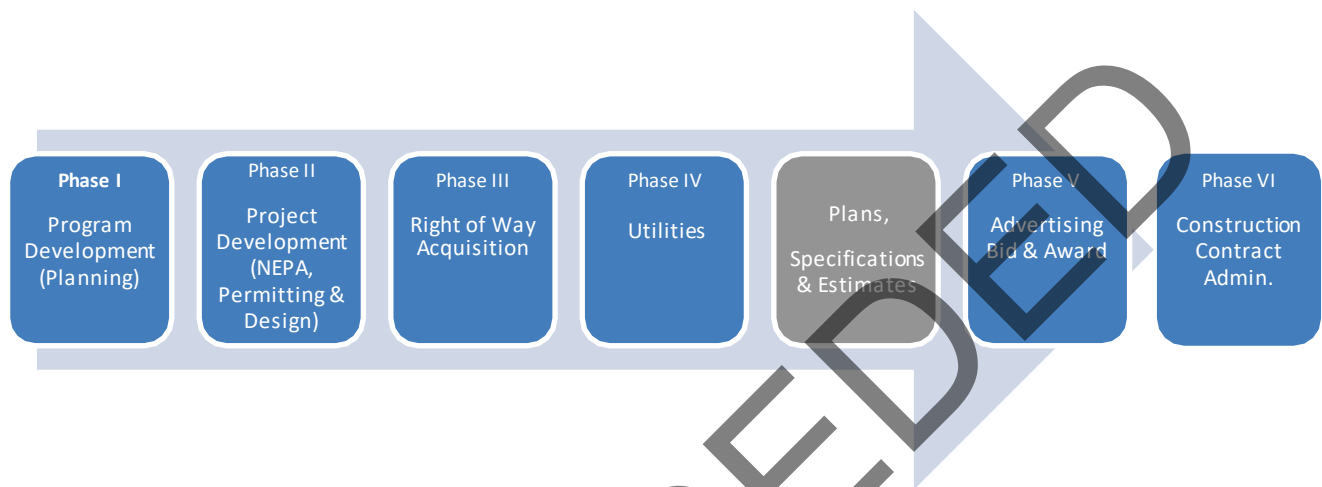 Phase I
Program
Development
(Planning)
Phase II
Project
Development
(NEPA,
Permitting &
Design)
Phase III
Right of Way
Acquisition
Phase IV
Utilities
Plans,
Specifications
& Estimates
Phase V
Advertising
Bid & Award
Phase VI
Construction
Contract
Admin.
EDED